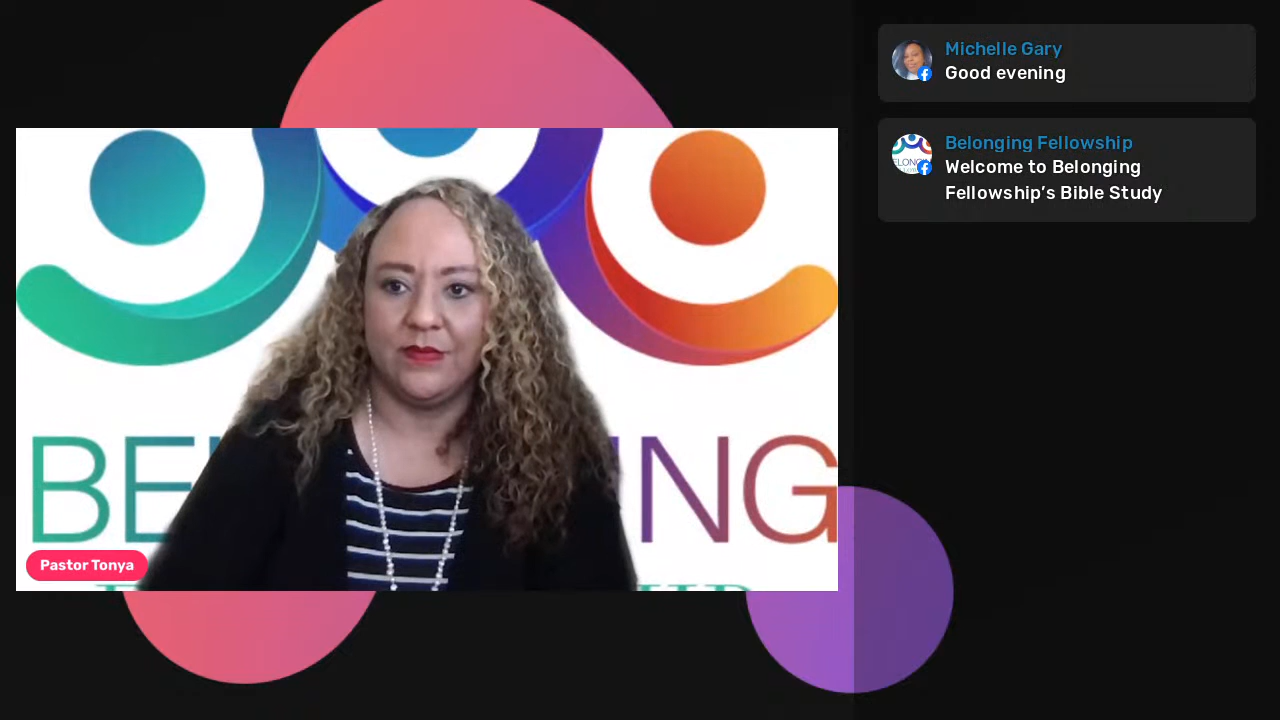 BE NG
Pastor Tonya
Michelle Gary
Good evening
Belonging Fellowship
Welcome to Belonging
Fellowship’s Bible Study